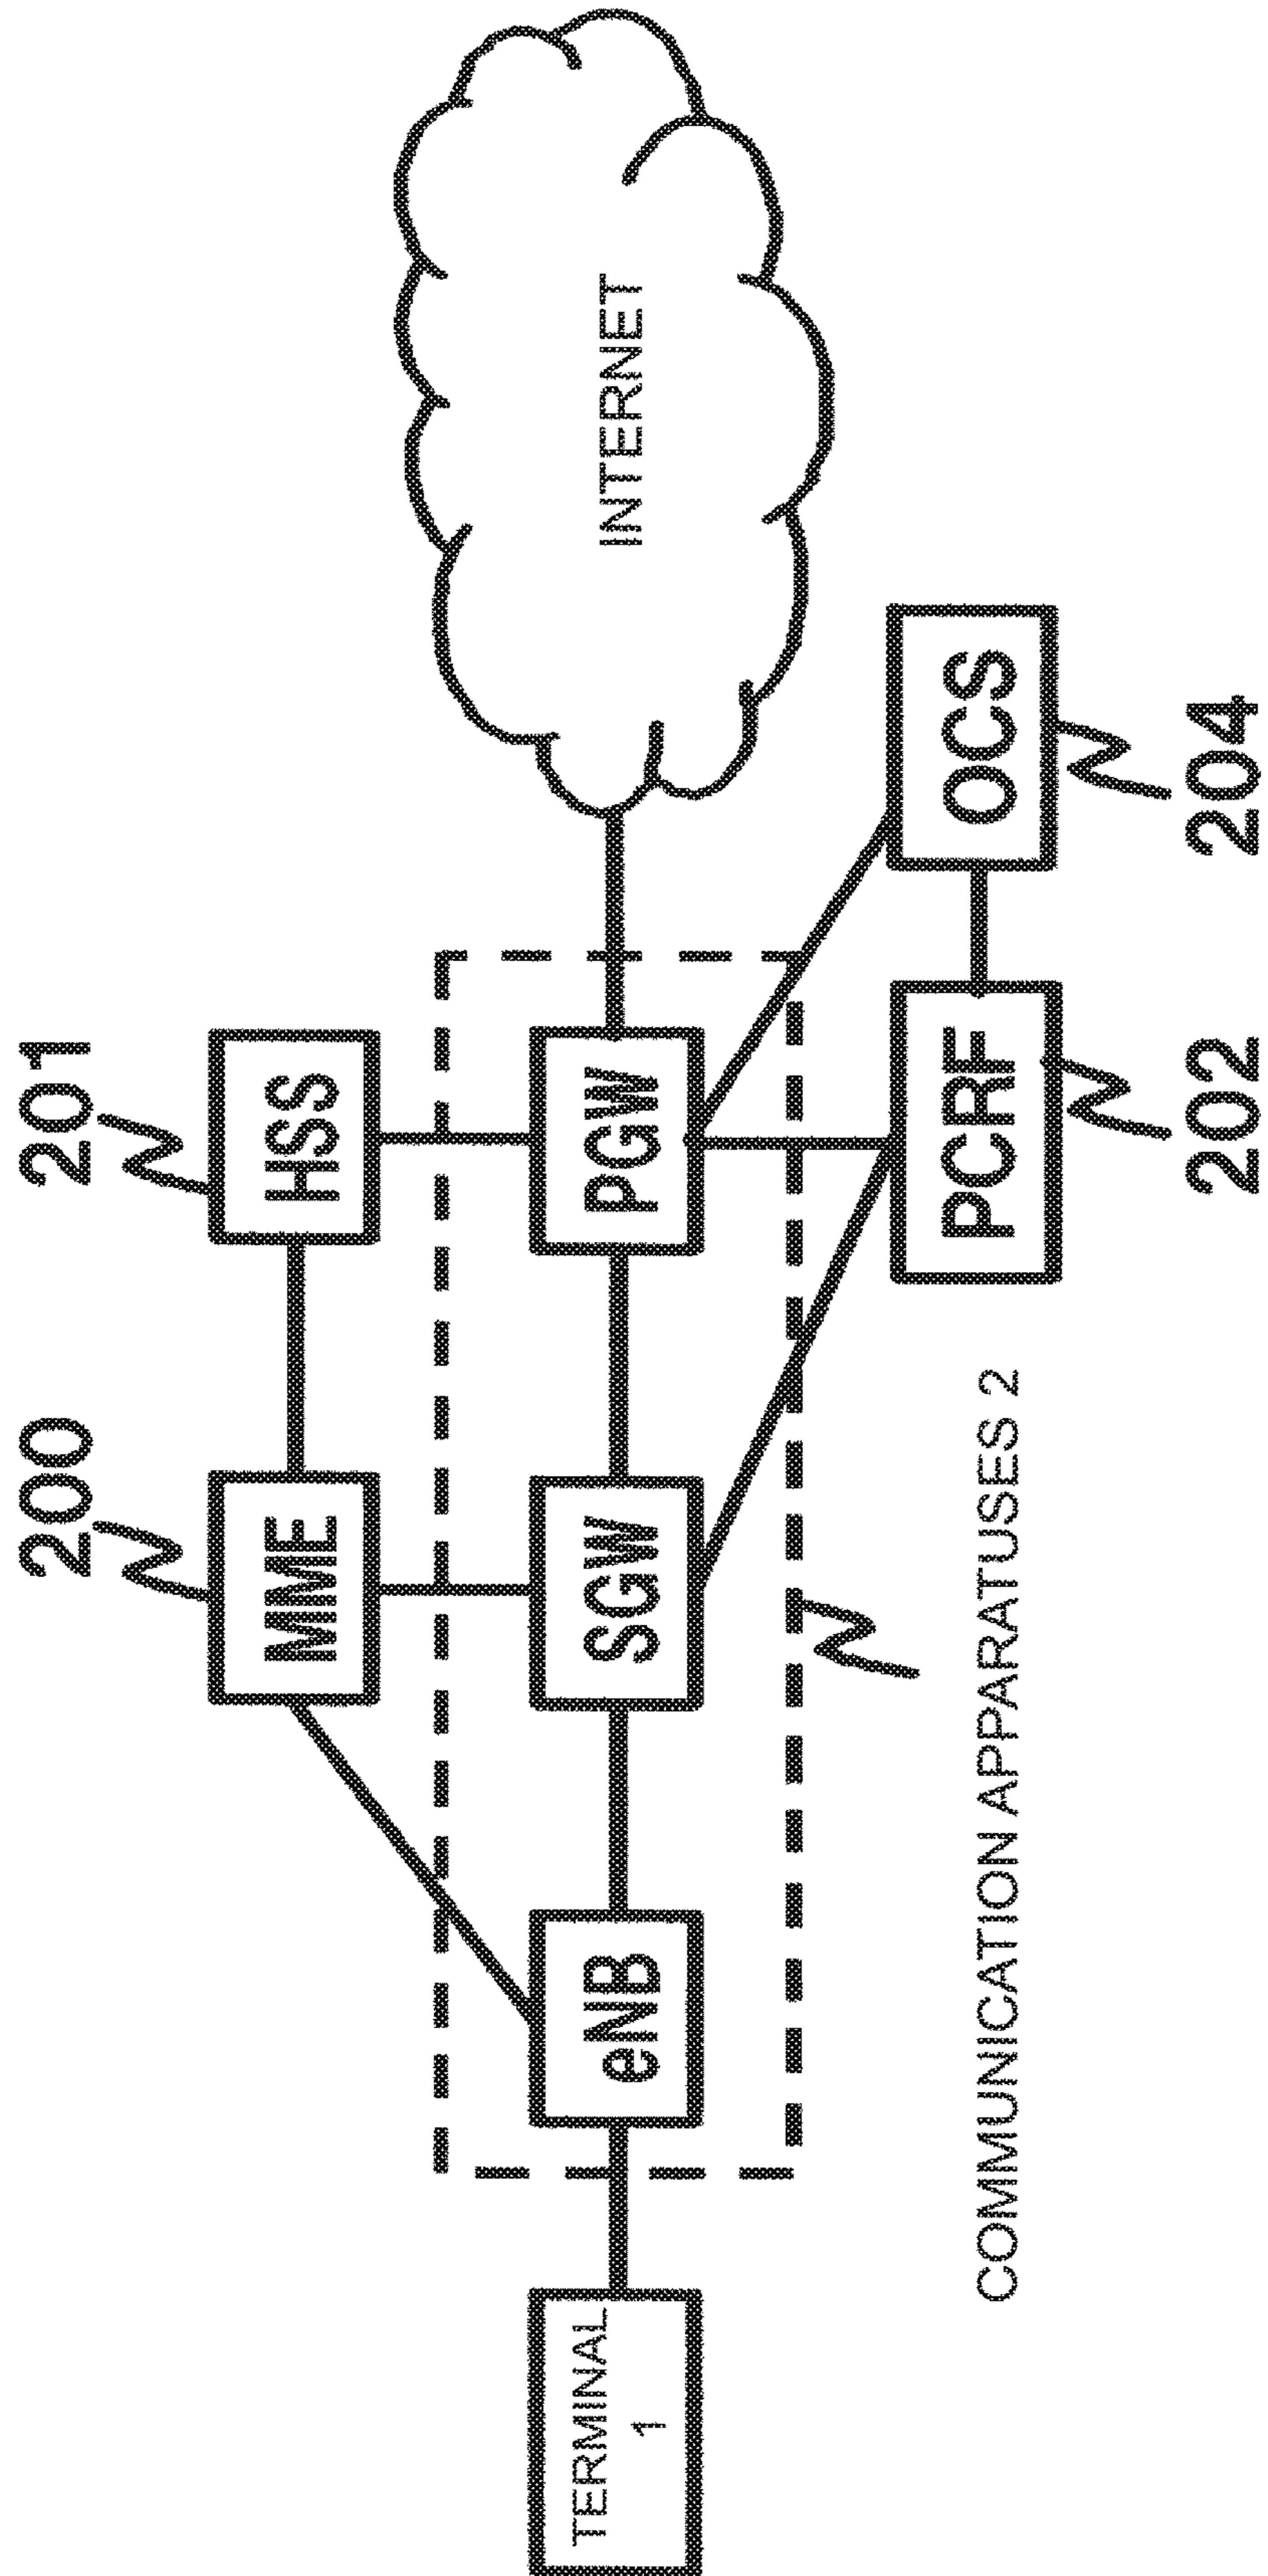 200
201
MME
HSS
TERMINAL
1
eNB
SGW
PGW
INTERNET
COMMUNICATION APPARATUSES 2
PCRF
OCS
202
204